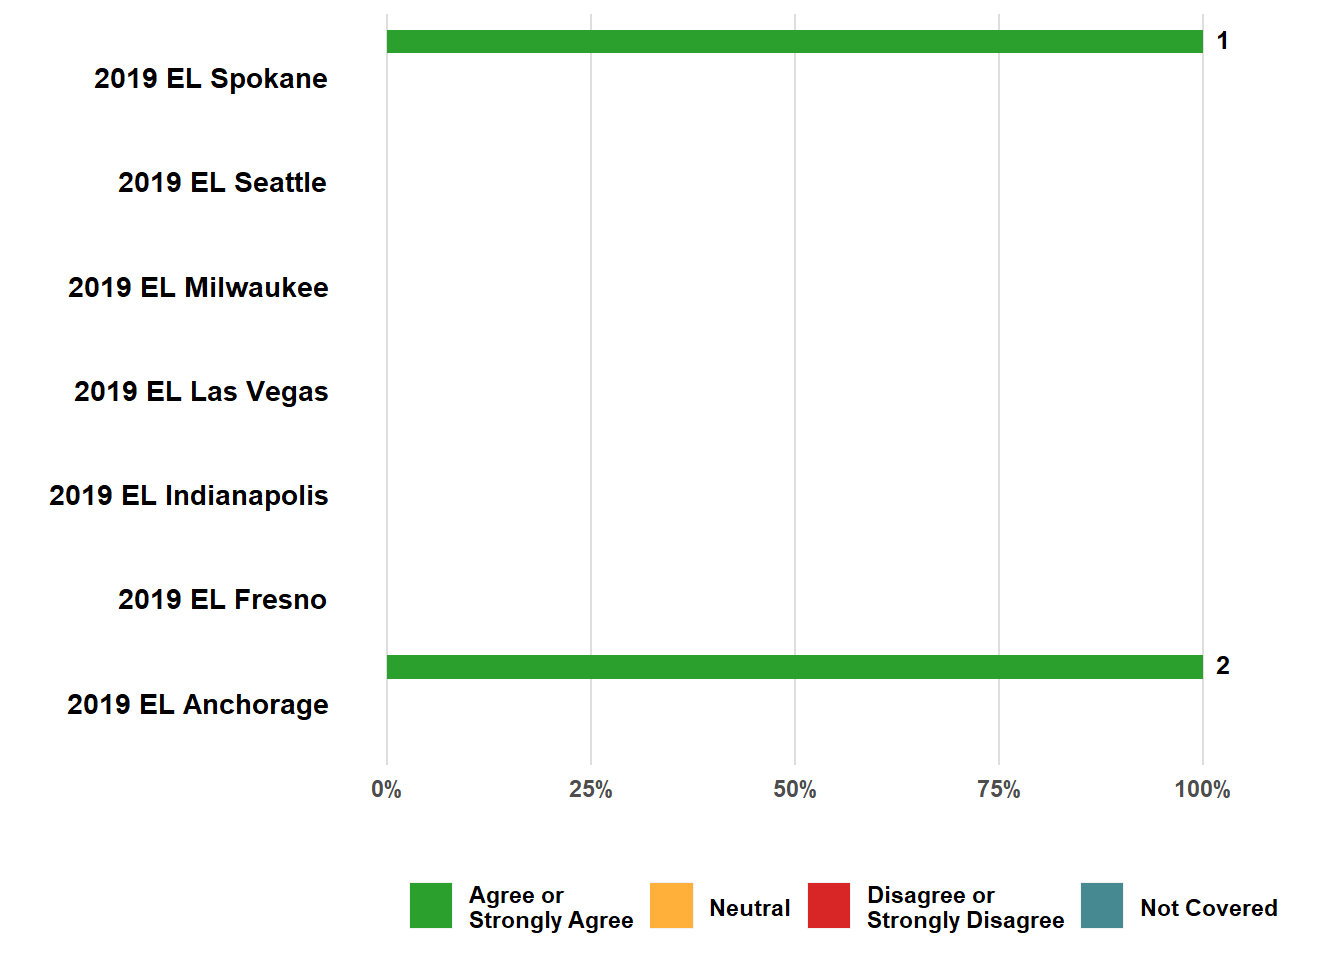 1
2019 EL Spokane
2019 EL Seattle
2019 EL Milwaukee
2019 EL Las Vegas
2019 EL Indianapolis
2019 EL Fresno
2
2019 EL Anchorage
0% 25% 50% 75% 100%
Agree or
Strongly Agree
Neutral
Disagree or
Strongly Disagree
Not Covered